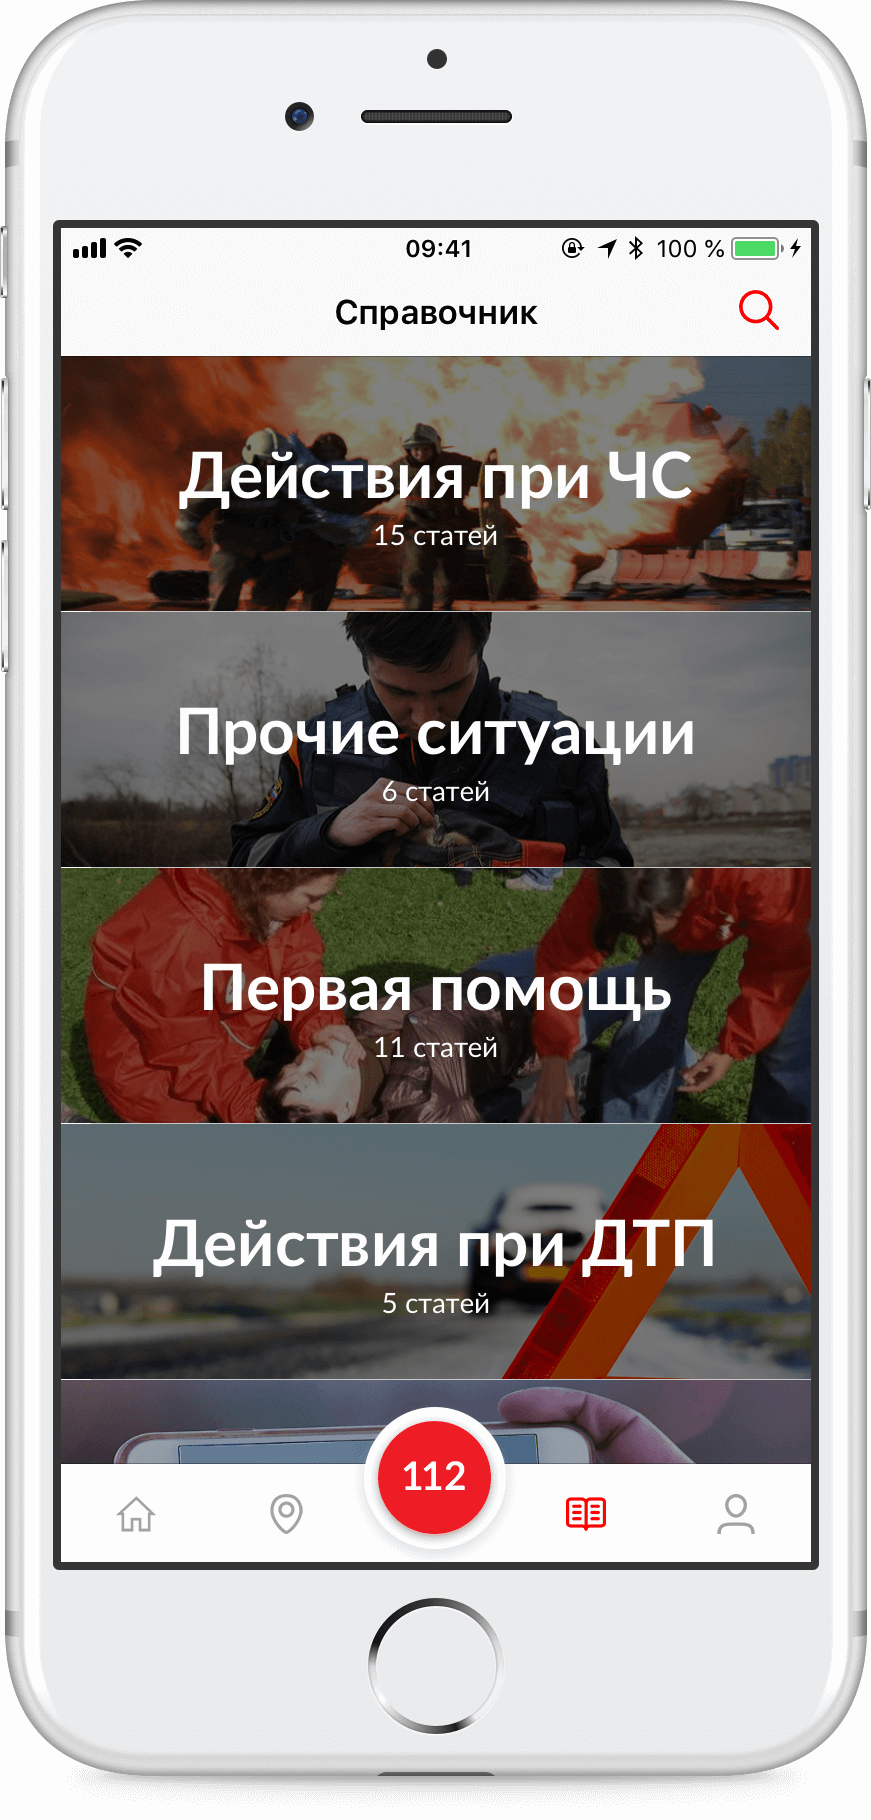 09:41
100 %
Справочник
Действия при ЧС
15 статей
Прочие ситуации
6 статей
Первая помощь
11 статей
Действия при ДТП
5 статей
112